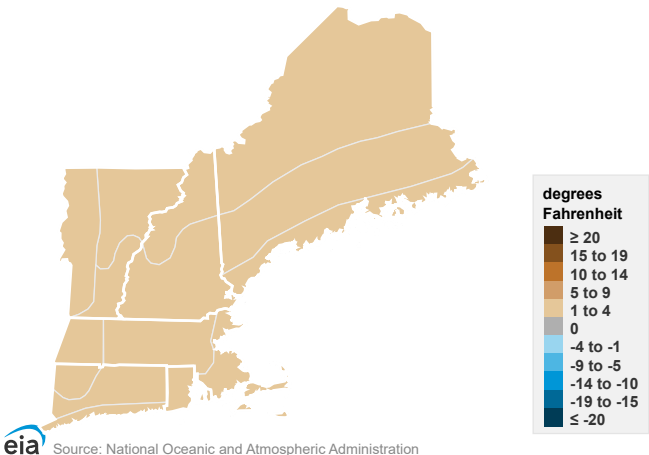 degrees
Fahrenheit
≥ 20
15 to 19
10 to 14
5 to 9
1 to 4
0
-4 to -1
-9 to -5
-14 to -10
-19 to -15
≤ -20
eia
Source: National Oceanic and Atmospheric Administration